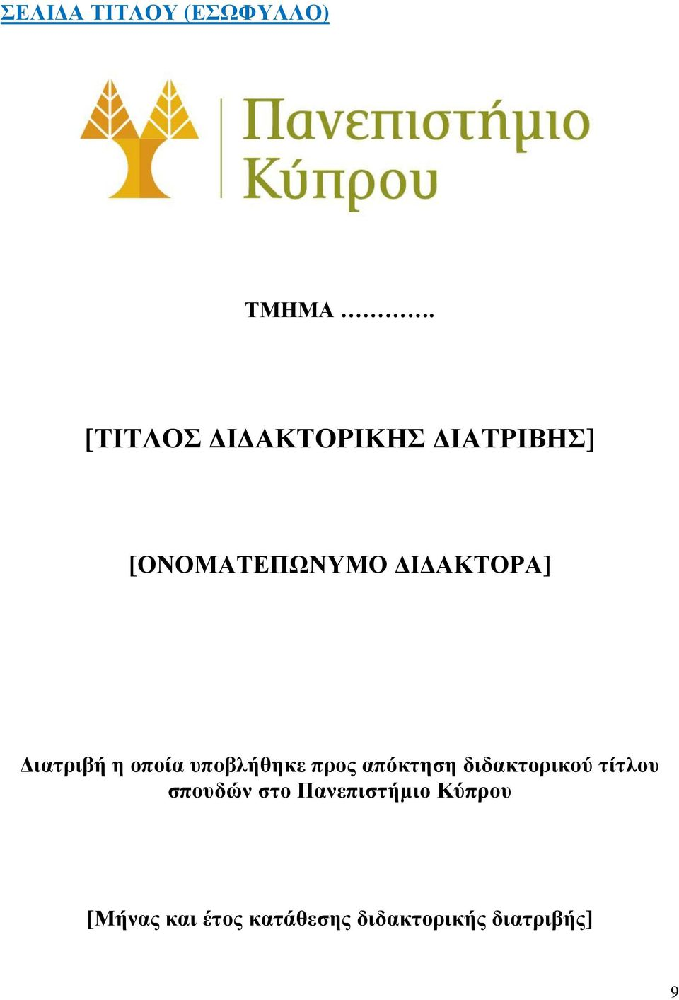 ΣΕΛΙΔΑ ΤΙΤΛΟΥ (ΕΣΩΦΥΛΛΟ)
Πανεπιστήμιο
Κύπρου
ΤΜΗΜΑ ………….
[ΤΙΤΛΟΣ ΔΙΔΑΚΤΟΡΙΚΗΣ ΔΙΑΤΡΙΒΗΣ]
[ΟΝΟΜΑΤΕΠΩΝΥΜΟ ΔΙΔΑΚΤΟΡΑ]
Διατριβή η οποία υποβλήθηκε προς απόκτηση διδακτορικού τίτλου
σπουδών στο Πανεπιστήμιο Κύπρου
[Μήνας και έτος κατάθεσης διδακτορικής διατριβής]
9